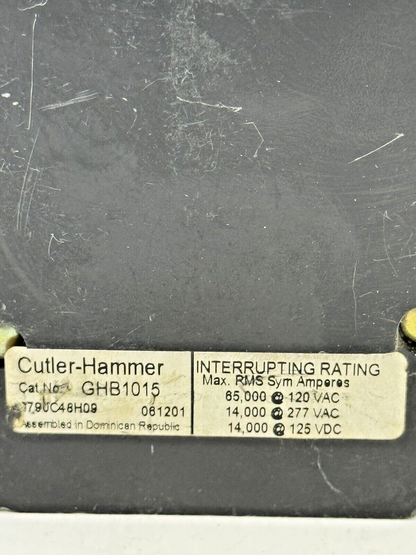 Cutler-Hammer
Cat No. GHB1015
6790C48H09 061201
Assembled in Dominican Republic
INTERRUPTING RATING
Max. RMS Sym Amperes
65,000 @ 120 VAC
14,000 @ 277 VAC
14,000 @ 125 VDC